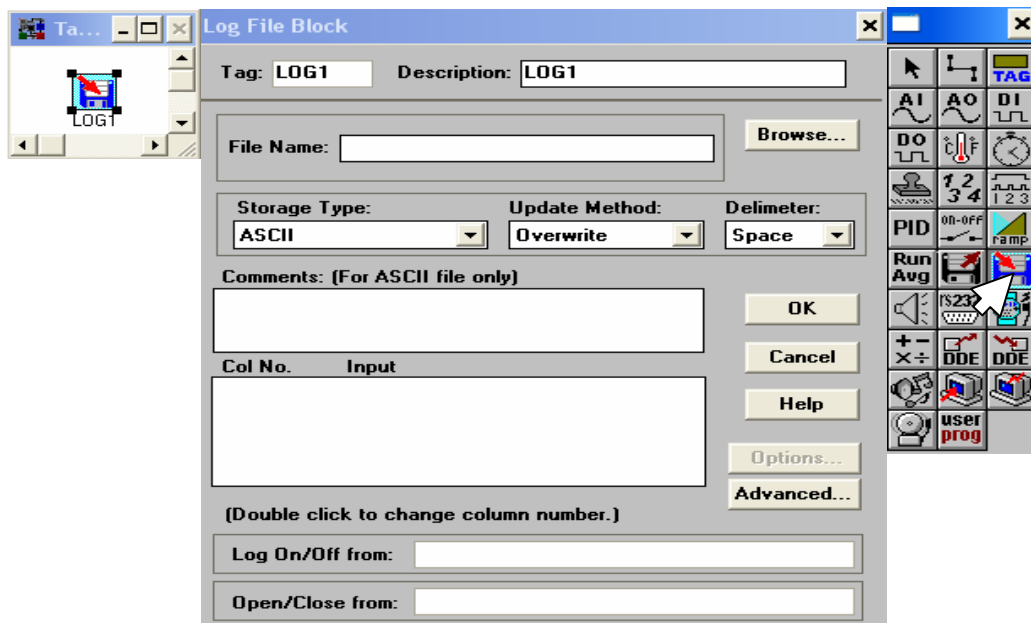 Ta...
LOG1
Log File Block
Tag: LOG1 Description: LOG1
File Name: Browse...
Storage Type: Update Method: Delimeter:
ASCII Overwrite Space
Comments: (For ASCII file only)
OK
Cancel
Col No. Input
Help
Options...
Advanced...
(Double click to change column number.)
Log On/Off from:
Open/Close from:
TAG
AI AO DI
DO °C °F
1 2 3 4 1 2 3
PID on-off ramp
Run Avg
rs232
+ - × ÷ DDE DDE
user prog